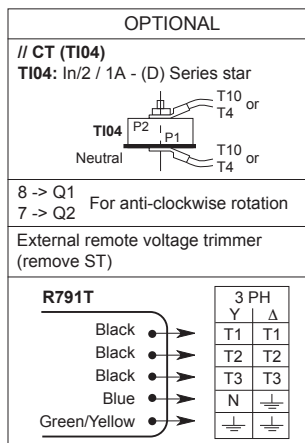 OPTIONAL
// CT (TI04)
TI04: In/2 / 1A - (D) Series star
T10 or
T4
TI04 P2 P1
Neutral
T10 or
T4
8 -> Q1
7 -> Q2 For anti-clockwise rotation
External remote voltage trimmer
(remove ST)
R791T
3 PH
Y Δ
Black T1 T1
Black T2 T2
Black T3 T3
Blue N
Green/Yellow